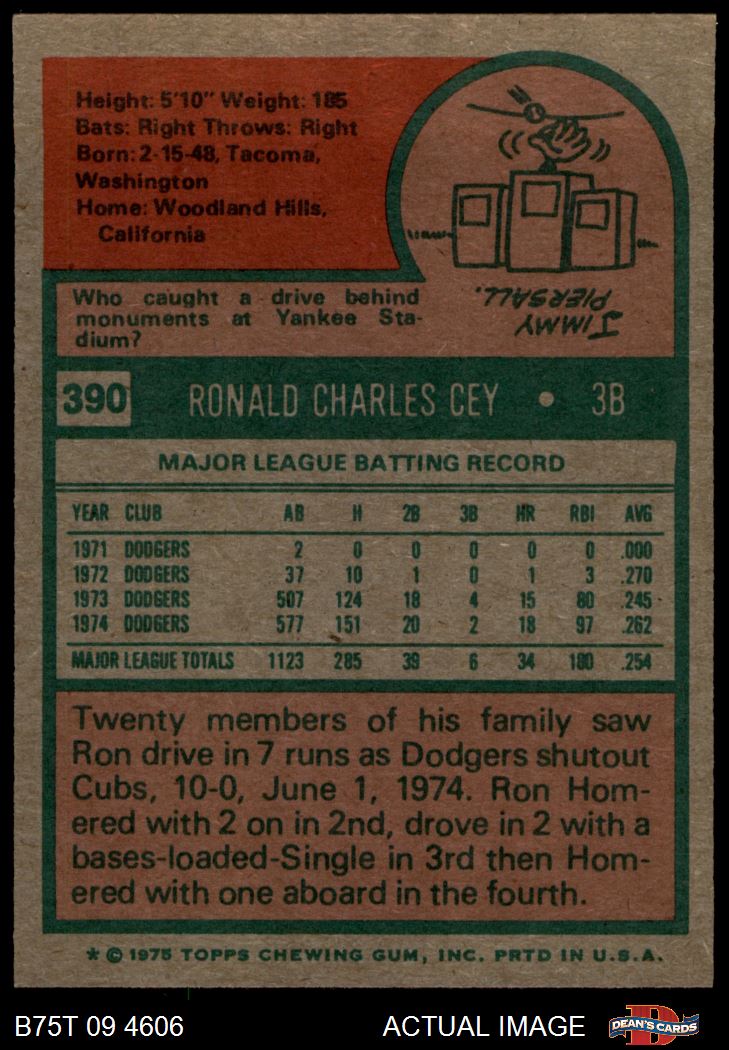 Height: 5'10" Weight: 185
Bats: Right Throws: Right
Born: 2-15-48, Tacoma,
Washington
Home: Woodland Hills,
California
Who caught a drive behind
monuments at Yankee Sta-
dium?
JIMMY
PIERSALL.
390 RONALD CHARLES CEY • 3B
MAJOR LEAGUE BATTING RECORD
YEAR CLUB AB H 2B 3B HR RBI AVG
1971 DODGERS 2 0 0 0 0 0 .000
1972 DODGERS 37 10 1 0 1 3 .270
1973 DODGERS 507 124 18 4 15 80 .245
1974 DODGERS 577 151 20 2 18 97 .262
MAJOR LEAGUE TOTALS 1123 285 39 6 34 180 .254
Twenty members of his family saw
Ron drive in 7 runs as Dodgers shutout
Cubs, 10-0, June 1, 1974. Ron Hom-
ered with 2 on in 2nd, drove in 2 with a
bases-loaded-Single in 3rd then Hom-
ered with one aboard in the fourth.
* © 1975 TOPPS CHEWING GUM, INC. PRTD IN U.S.A.
B75T 09 4606 ACTUAL IMAGE D DEAN'S CARDS